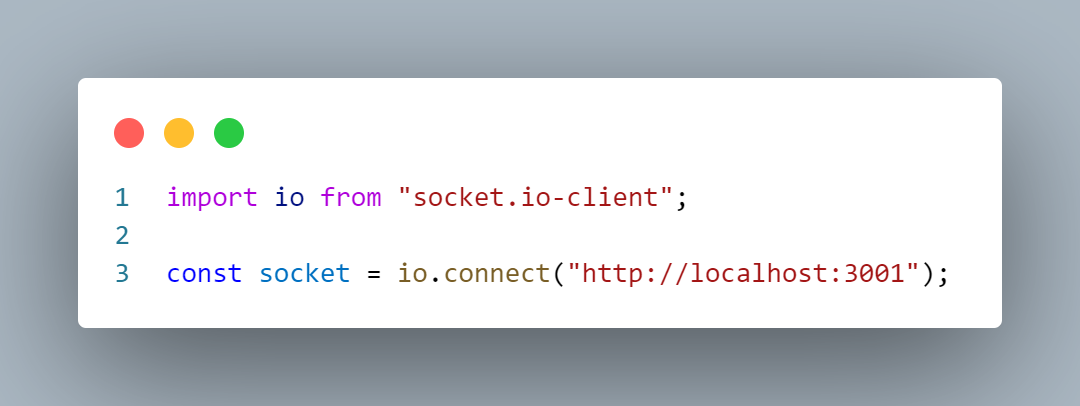 1 import io from "socket.io-client";
2
3 const socket = io.connect("http://localhost:3001");